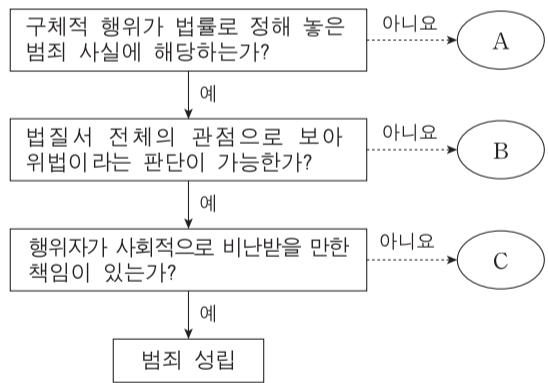 구체적 행위가 법률로 정해 놓은
범죄 사실에 해당하는가?
아니요
A
예
법질서 전체의 관점으로 보아
위법이라는 판단이 가능한가?
아니요
B
예
행위자가 사회적으로 비난받을 만한
책임이 있는가?
아니요
C
예
범죄 성립